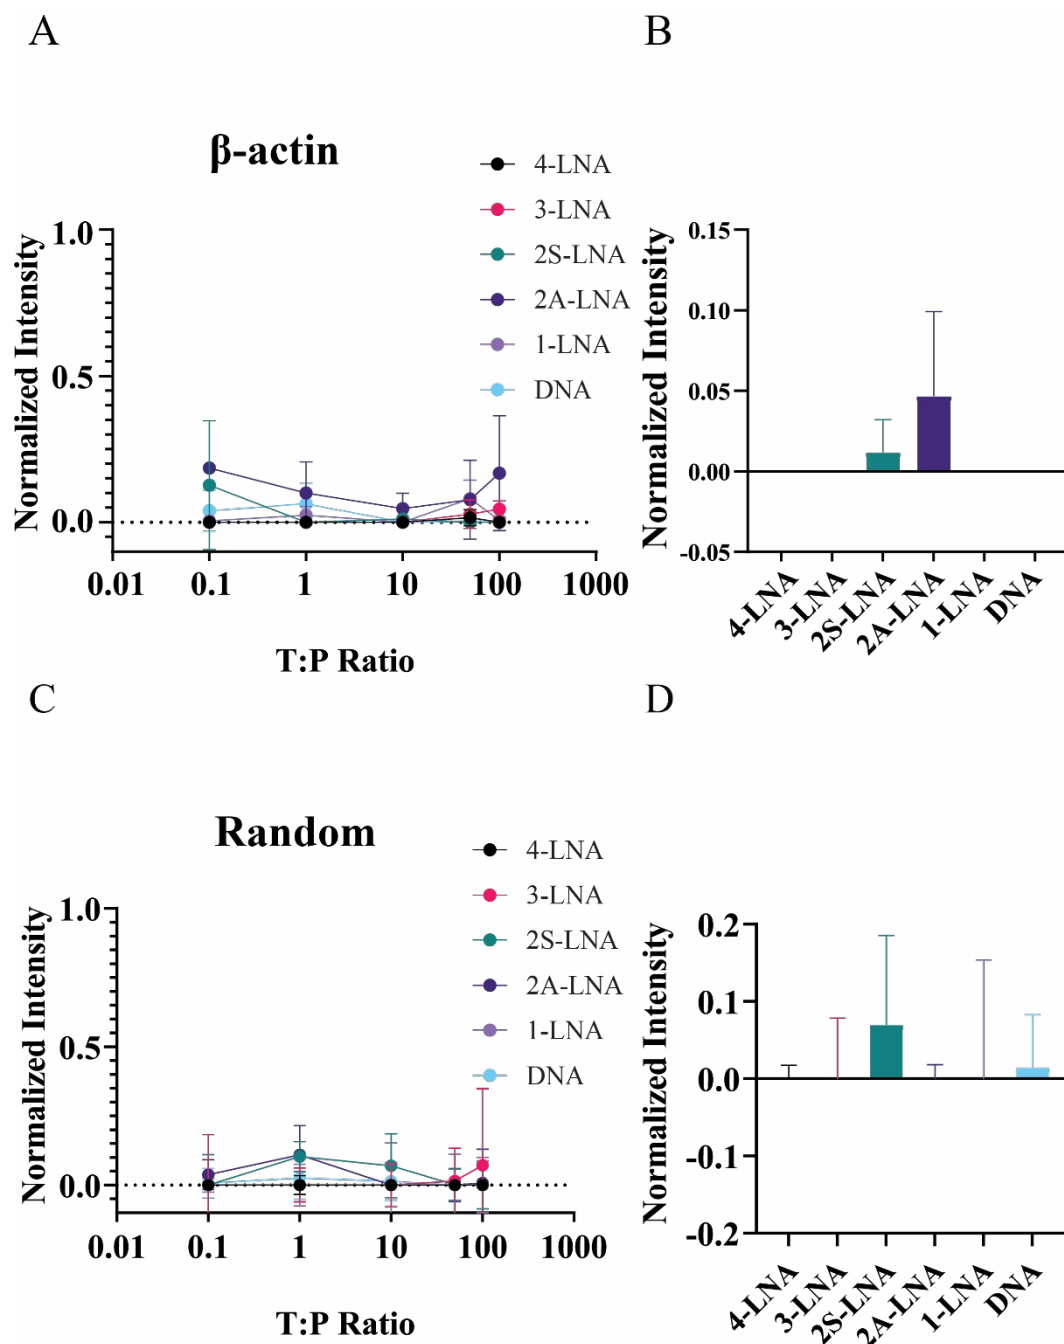 A
B
β-actin
4-LNA
3-LNA
2S-LNA
2A-LNA
1-LNA
DNA
Normalized Intensity
1.0
0.5
0.0
0.01 0.1 1 10 100 1000
T:P Ratio
Normalized Intensity
0.15
0.10
0.05
0.00
-0.05
4-LNA 3-LNA 2S-LNA 2A-LNA 1-LNA DNA
C
D
Random
4-LNA
3-LNA
2S-LNA
2A-LNA
1-LNA
DNA
Normalized Intensity
1.0
0.5
0.0
0.01 0.1 1 10 100 1000
T:P Ratio
Normalized Intensity
0.2
0.1
0.0
-0.1
-0.2
4-LNA 3-LNA 2S-LNA 2A-LNA 1-LNA DNA